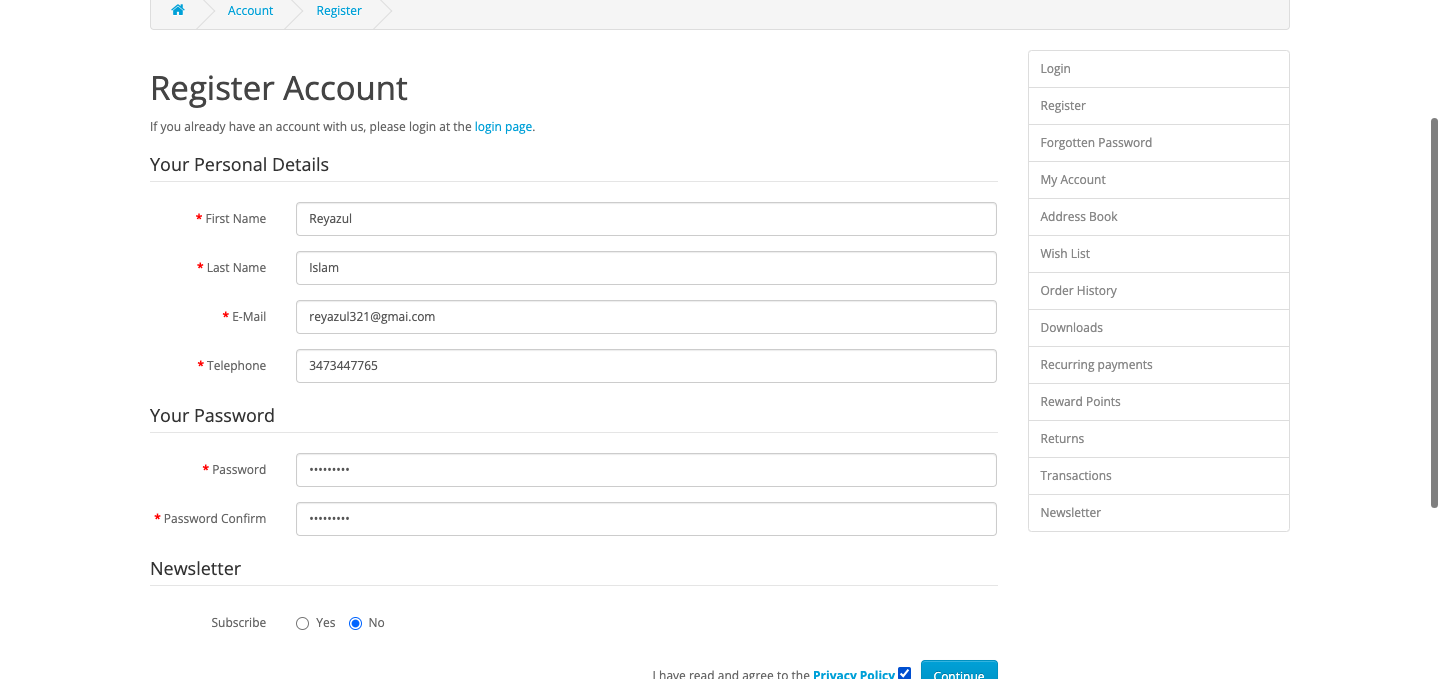 Account
Register
Register Account
If you already have an account with us, please login at the login page.
Your Personal Details
* First Name
Reyazul
* Last Name
Islam
* E-Mail
reyazul321@gmai.com
* Telephone
3473447765
Your Password
* Password
•••••••••
* Password Confirm
•••••••••
Newsletter
Subscribe
Yes
No
I have read and agree to the Privacy Policy
Continue
Login
Register
Forgotten Password
My Account
Address Book
Wish List
Order History
Downloads
Recurring payments
Reward Points
Returns
Transactions
Newsletter